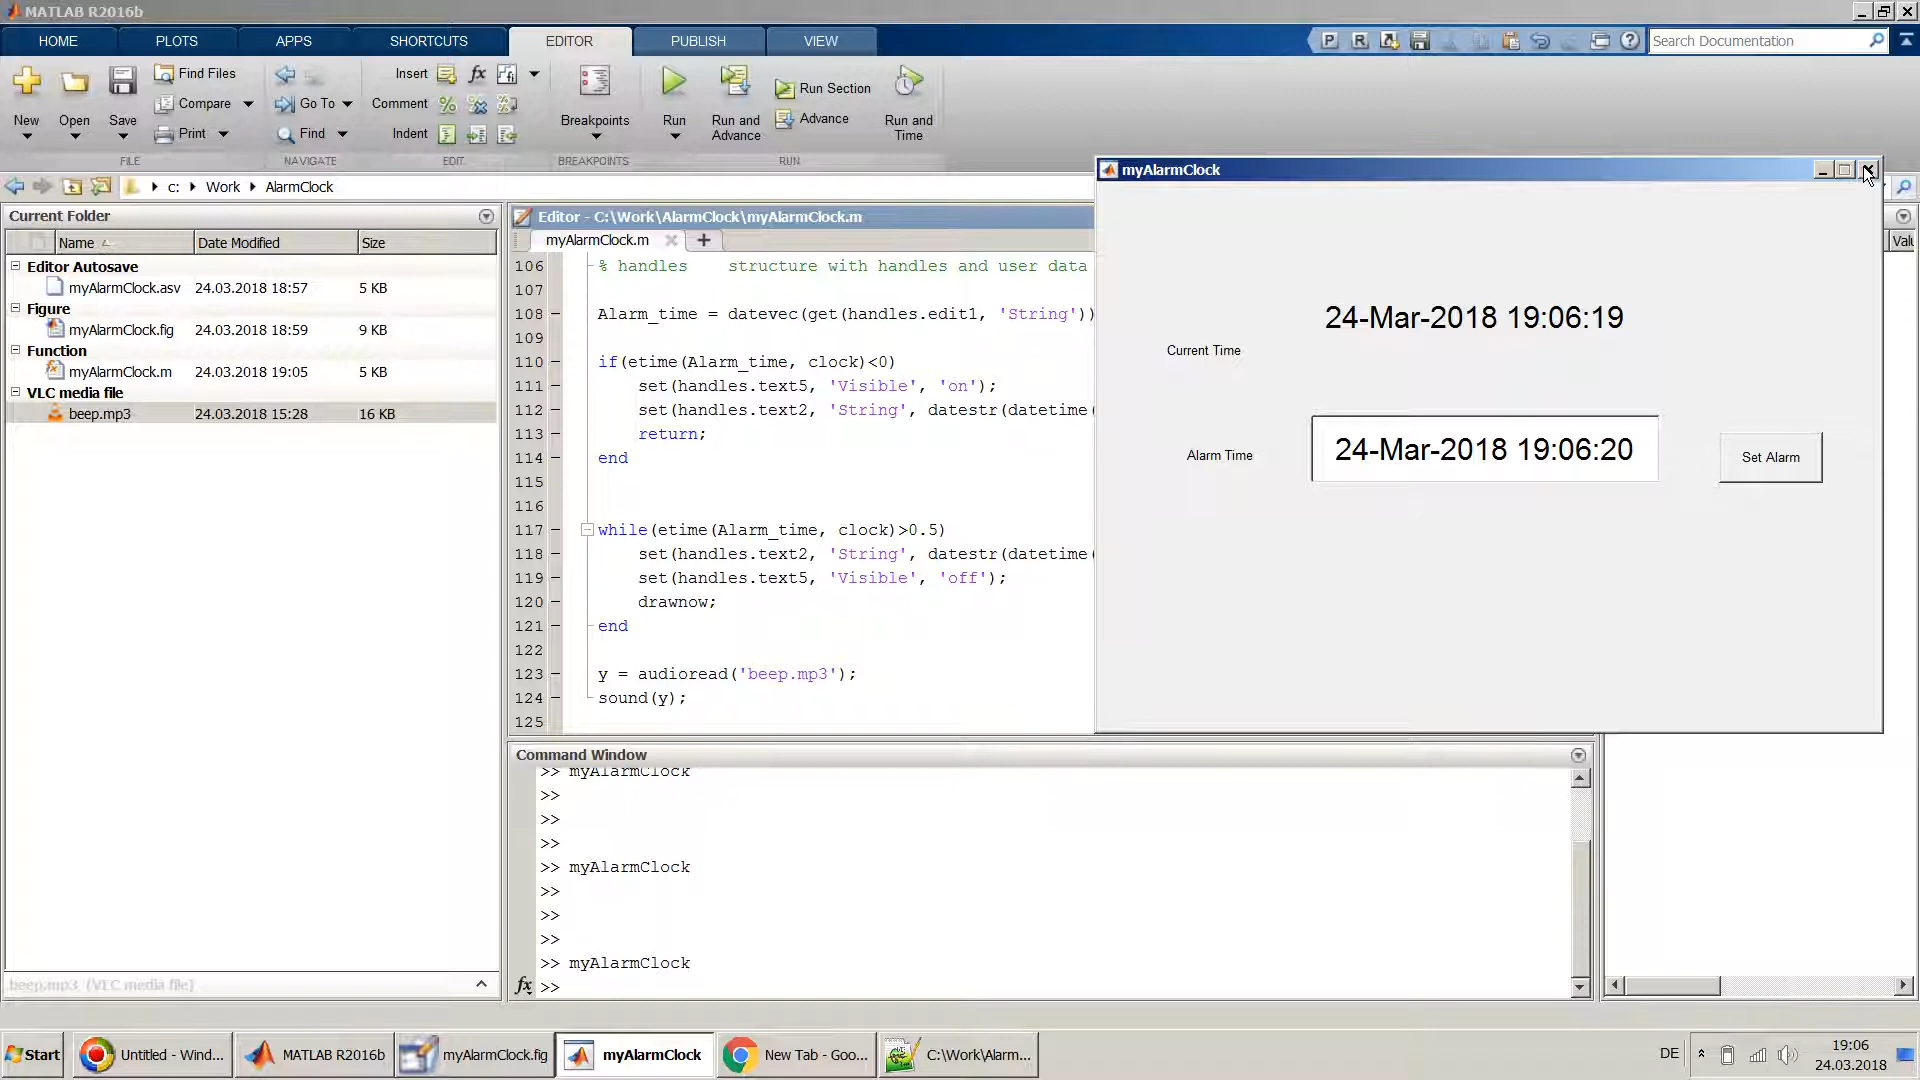 MATLAB R2016b
HOME PLOTS APPS SHORTCUTS EDITOR PUBLISH VIEW
Search Documentation
New Open Save
Find Files
Compare
Print
Go To
Find
Insert fx
Comment
Indent
Breakpoints
Run
Run and Advance
Run Section
Advance
Run and Time
FILE NAVIGATE EDIT BREAKPOINTS RUN
c: Work AlarmClock
Current Folder
Name Date Modified Size
Editor Autosave
myAlarmClock.asv 24.03.2018 18:57 5 KB
Figure
myAlarmClock.fig 24.03.2018 18:59 9 KB
Function
myAlarmClock.m 24.03.2018 19:05 5 KB
VLC media file
beep.mp3 24.03.2018 15:28 16 KB
beep.mp3 (VLC media file)
Editor - C:\Work\AlarmClock\myAlarmClock.m
myAlarmClock.m
106 % handles    structure with handles and user data
107
108 Alarm_time = datevec(get(handles.edit1, 'String'))
109
110 if(etime(Alarm_time, clock)<0)
111 set(handles.text5, 'Visible', 'on');
112 set(handles.text2, 'String', datestr(datetime(
113 return;
114 end
115
116
117 while(etime(Alarm_time, clock)>0.5)
118 set(handles.text2, 'String', datestr(datetime(
119 set(handles.text5, 'Visible', 'off');
120 drawnow;
121 end
122
123 y = audioread('beep.mp3');
124 sound(y);
125
myAlarmClock
Current Time
24-Mar-2018 19:06:19
Alarm Time
24-Mar-2018 19:06:20
Set Alarm
Valu
Command Window
>> myAlarmClock
>>
>>
>>
>> myAlarmClock
>>
>>
>>
>> myAlarmClock
fx >>
Start
Untitled - Wind...
MATLAB R2016b
myAlarmClock.fig
myAlarmClock
New Tab - Goo...
C:\Work\Alarm...
DE
19:06
24.03.2018